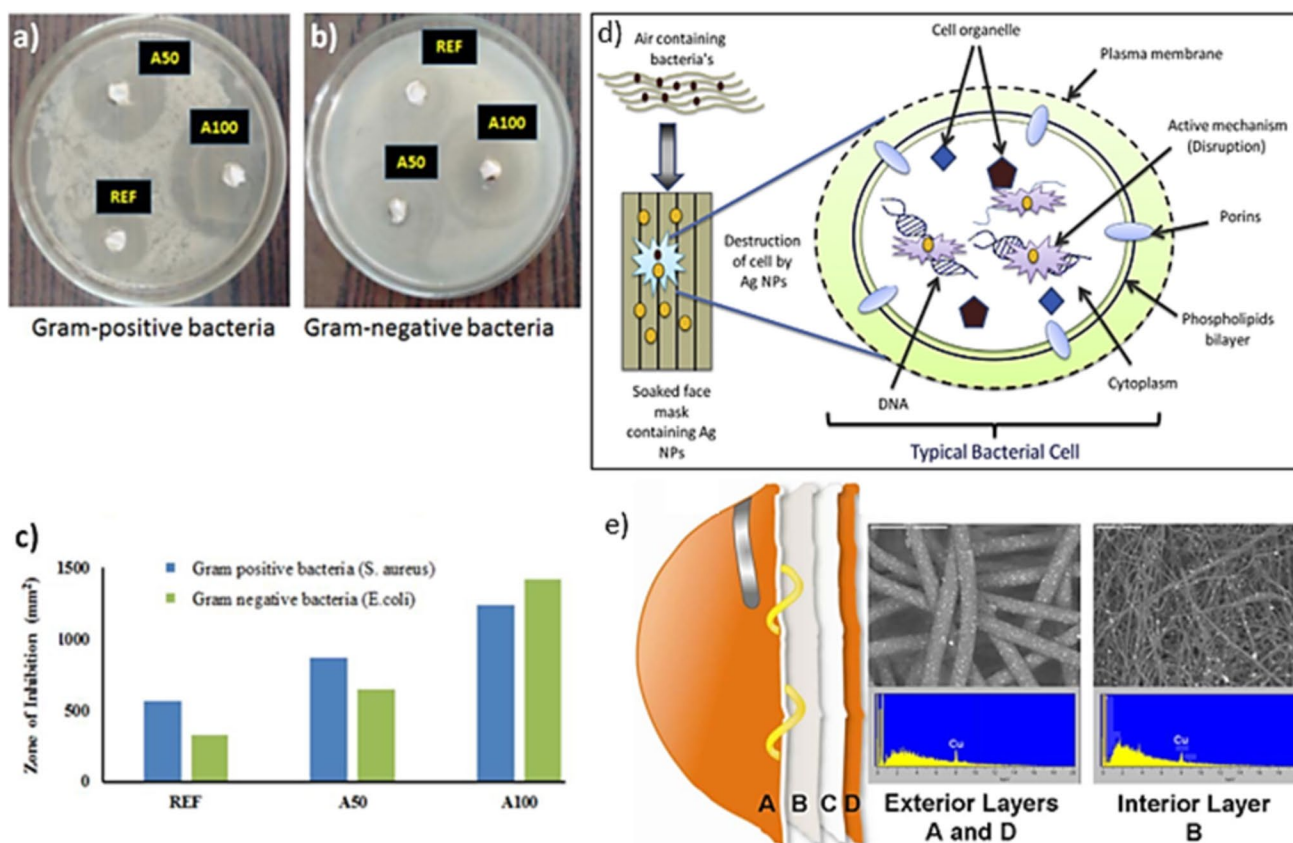 a)
A50
A100
REF
Gram-positive bacteria
b)
REF
A100
A50
Gram-negative bacteria
c)
Zone of Inhibition (mm²)
1500
1000
500
0
Gram positive bacteria (S. aureus)
Gram negative bacteria (E.coli)
REF
A50
A100
d)
Air containing
bacteria's
Destruction
of cell by
Ag NPs
Soaked face
mask
containing Ag
NPs
Cell organelle
Plasma membrane
Active mechanism
(Disruption)
Porins
Phospholipids
bilayer
Cytoplasm
DNA
Typical Bacterial Cell
e)
A
B
C
D
Cu
Exterior Layers
A and D
Cu
Interior Layer
B